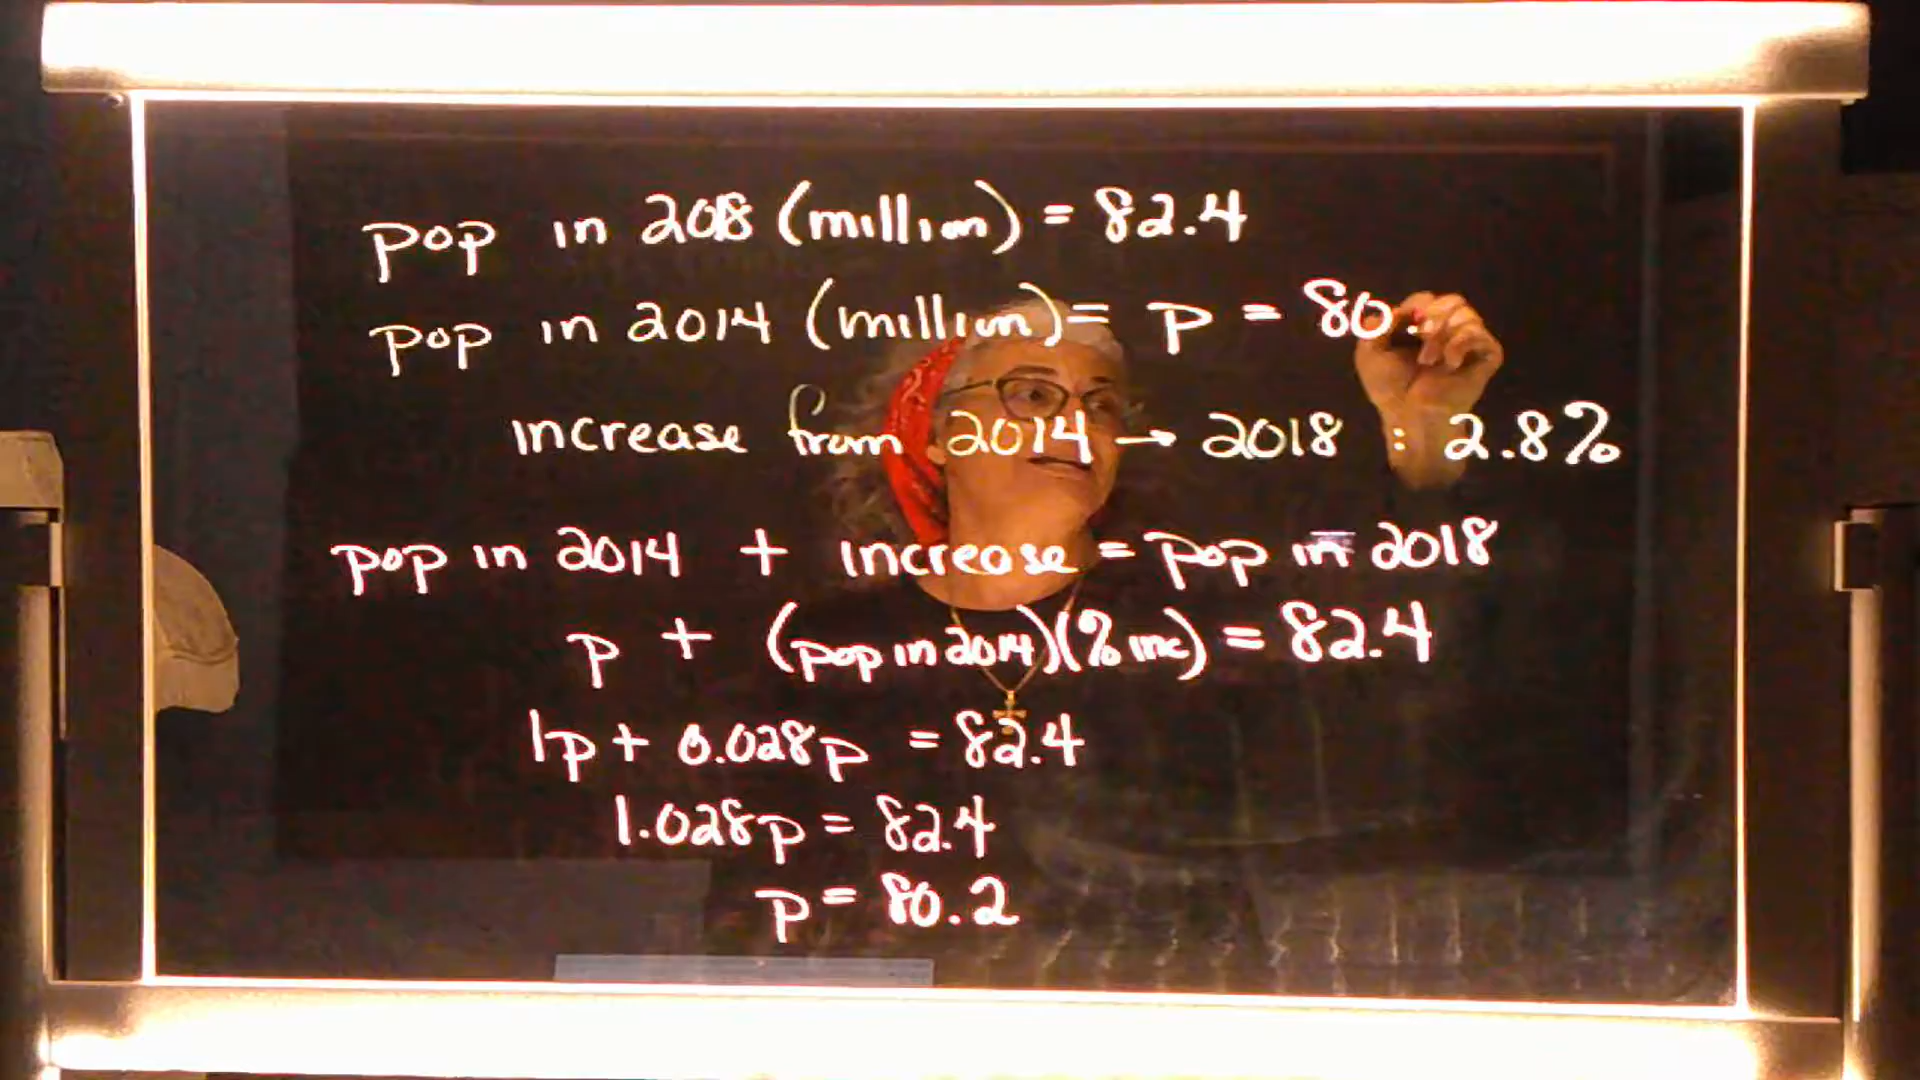 pop in 2018 (million) = 82.4
pop in 2014 (million) = p = 80.
increase from 2014 → 2018 : 2.8%
pop in 2014 + increase = pop in 2018
p + (pop in 2014)(% inc) = 82.4
1p + 0.028p = 82.4
1.028p = 82.4
p = 80.2